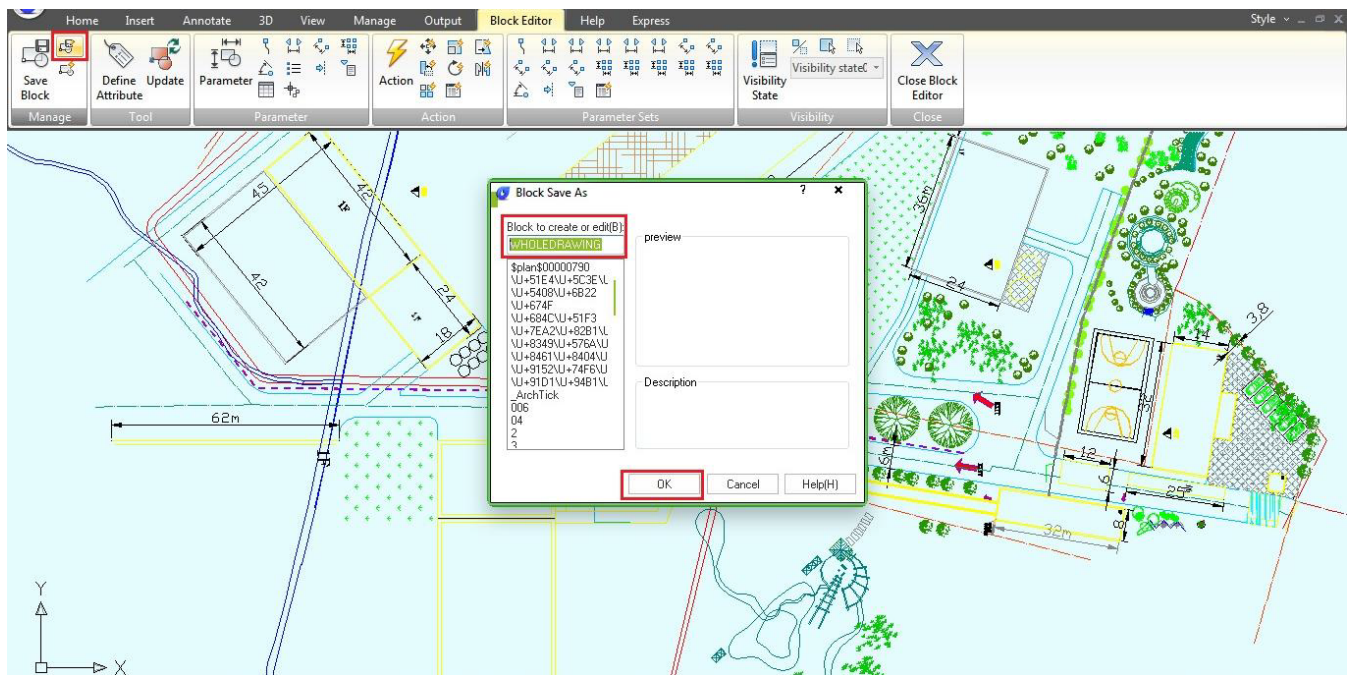 Home Insert Annotate 3D View Manage Output Block Editor Help Express Style
Save Block
Define Attribute
Update
Parameter
Action
Visibility State
Visibility stateC
Close Block Editor
Manage Tool Parameter Action Parameter Sets Visibility Close
Block Save As ? ×
Block to create or edit(B):
WHOLEDRAWING
$plan$00000790
\U+51E4\U+5C3E\L
\U+5408\U+6B22
\U+674F
\U+684C\U+51F3
\U+7EA2\U+82B1\L
\U+8349\U+576A\U
\U+8461\U+8404\U
\U+9152\U+74F6\U
\U+91D1\U+94B1\L
_ArchTick
006
04
2
3
preview
Description
OK Cancel Help(H)
45
42
42
24
18
1F
62m
36m
24
3,8
14
35
12
6
25
6m
32m
8
Y
X